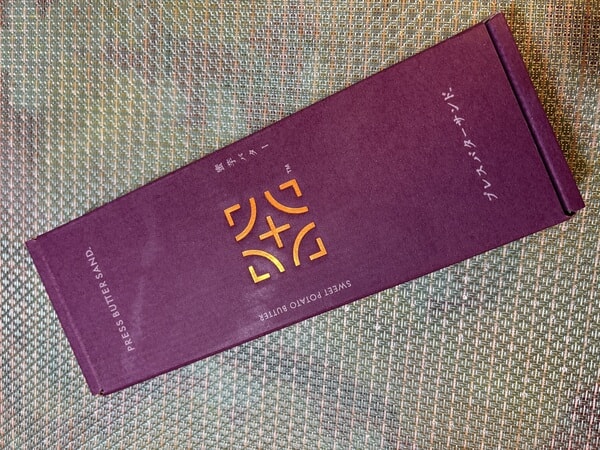 プレスバターサンド.
蜜芋バター
TM
SWEET POTATO BUTTER
PRESS BUTTER SAND.